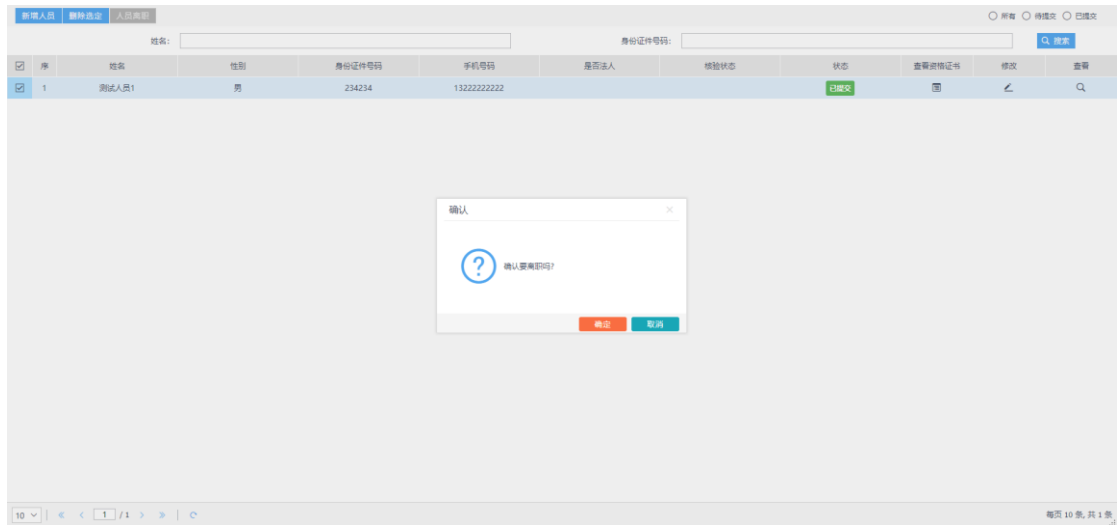 新增人员 删除选定 人员离职 所有 待提交 已提交
姓名: 身份证件号码: 搜索
序 姓名 性别 身份证件号码 手机号码 是否法人 核验状态 状态 查看资格证书 修改 查看
1 测试人员1 男 234234 13222222222 已提交
确认
确认要离职吗?
确定 取消
10 1 /1 每页 10 条, 共 1 条